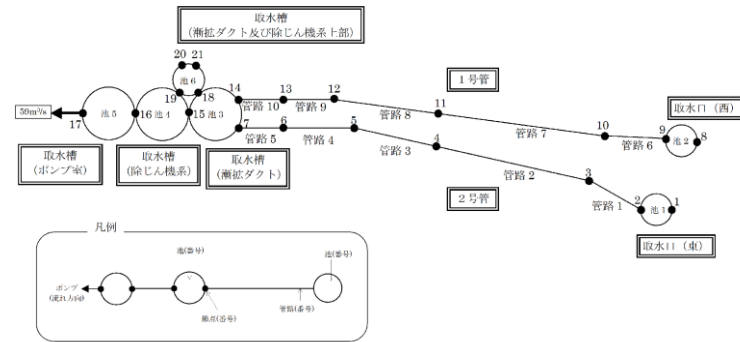 取水槽
(漸拡ダクト及び除じん機系上部)
20 21
池6
19 18
14 13 12
管路10 管路9
1号管
11
管路8
管路7
10
管路6
取水口 (西)
9 池2 8
59m³/s
17
池5
16 池4
15 池3
7
管路5
6
管路4
5
管路3
4
管路2
3
管路1
2 池1 1
取水槽
(ポンプ室)
取水槽
(除じん機系)
取水槽
(漸拡ダクト)
2号管
取水口 (東)
凡例
池(番号)
池(番号)
ポンプ
(流れ方向)
節点(番号)
管路(番号)